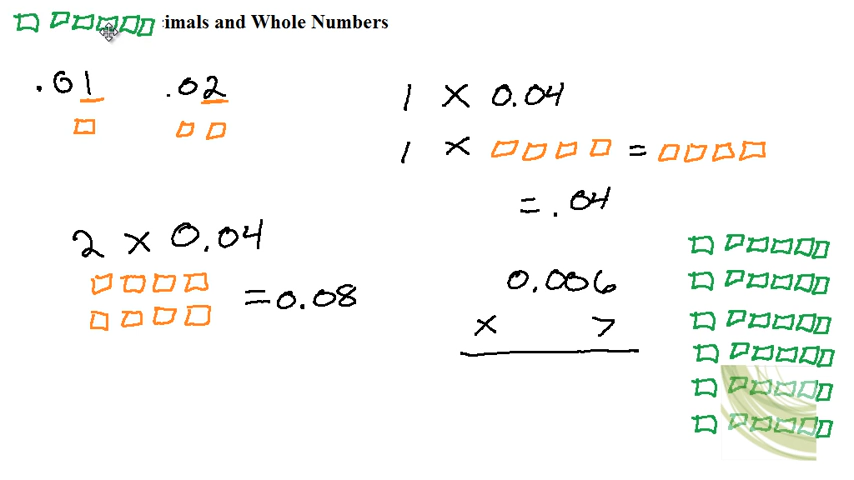 imals and Whole Numbers
.01 .02
1 × 0.04
1 × =
= .04
2 × 0.04
= 0.08
0.006
× 7